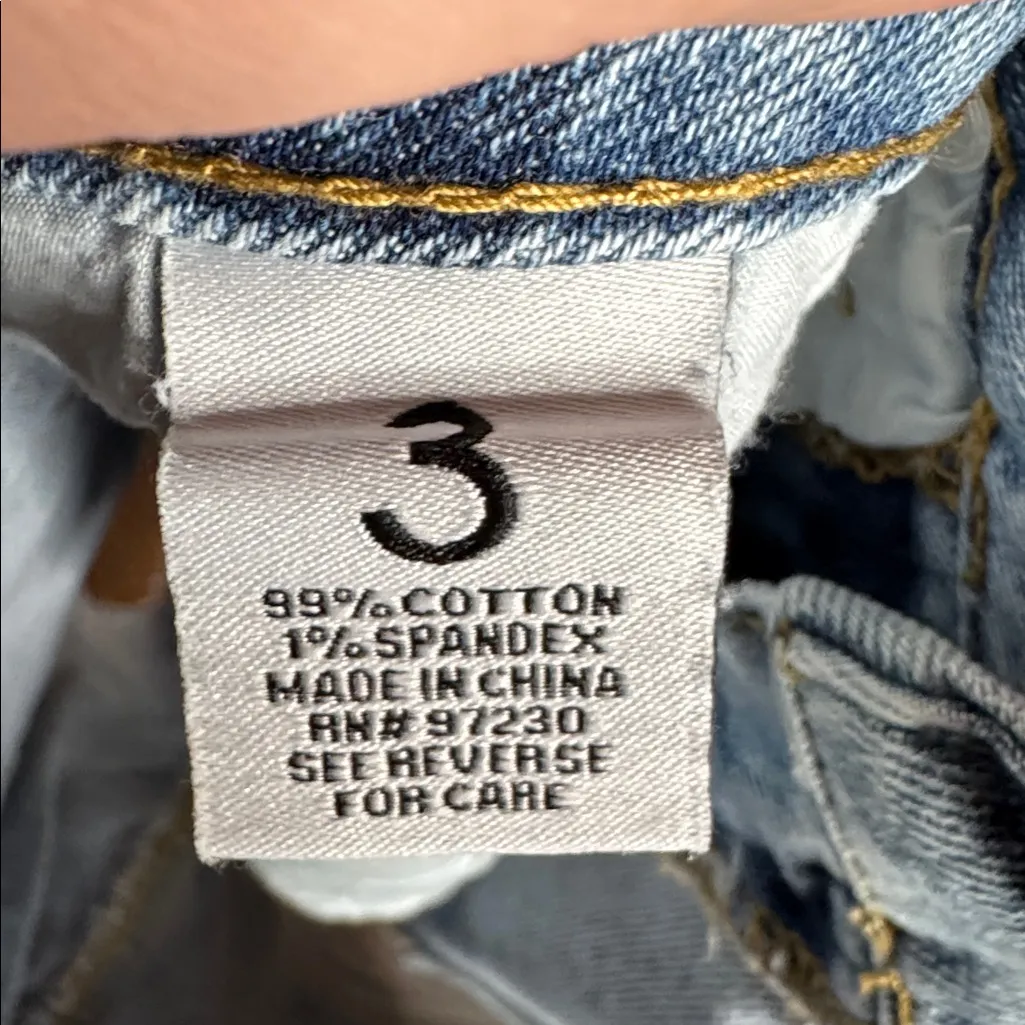 3
99% COTTON
1% SPANDEX
MADE IN CHINA
RN# 97230
SEE REVERSE
FOR CARE